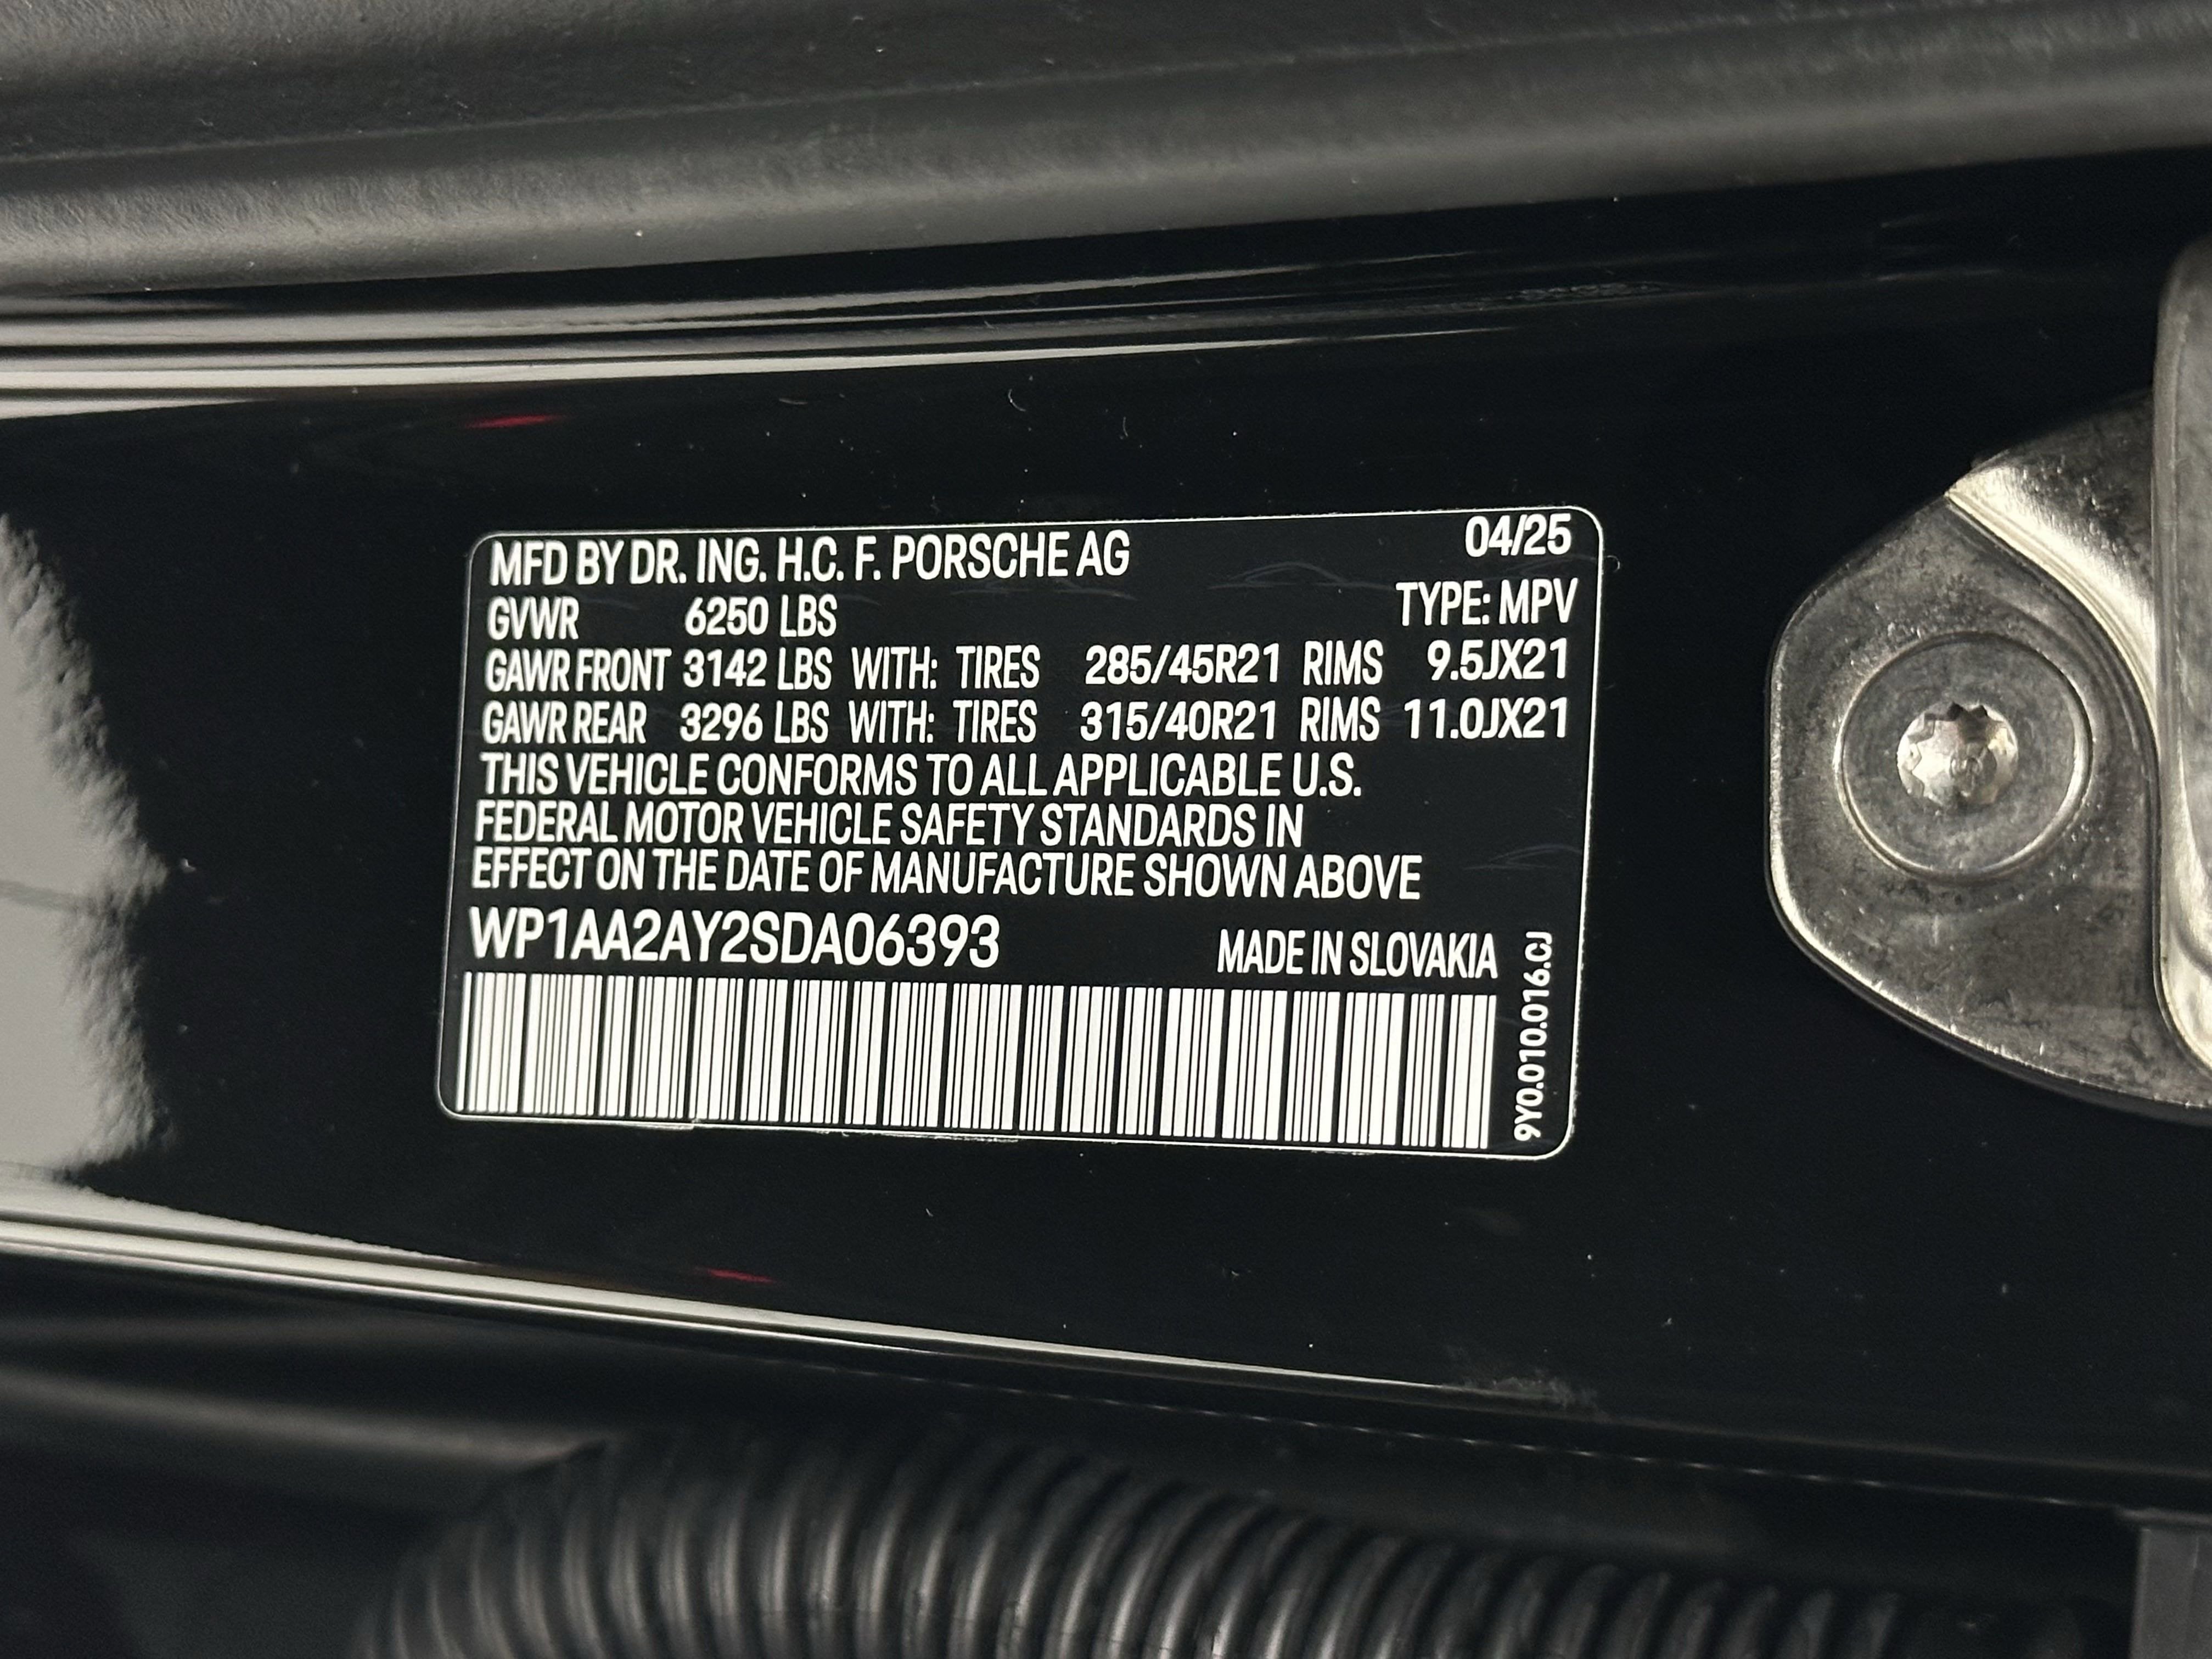 MFD BY DR. ING. H.C. F. PORSCHE AG 04/25
GVWR 6250 LBS TYPE: MPV
GAWR FRONT 3142 LBS WITH: TIRES 285/45R21 RIMS 9.5JX21
GAWR REAR 3296 LBS WITH: TIRES 315/40R21 RIMS 11.0JX21
THIS VEHICLE CONFORMS TO ALL APPLICABLE U.S.
FEDERAL MOTOR VEHICLE SAFETY STANDARDS IN
EFFECT ON THE DATE OF MANUFACTURE SHOWN ABOVE
WP1AA2AY2SDA06393 MADE IN SLOVAKIA
9Y0.010.016.CJ